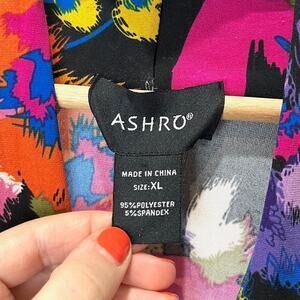 ASHRO®
MADE IN CHINA
SIZE: XL
95%POLYESTER
5%SPANDEX